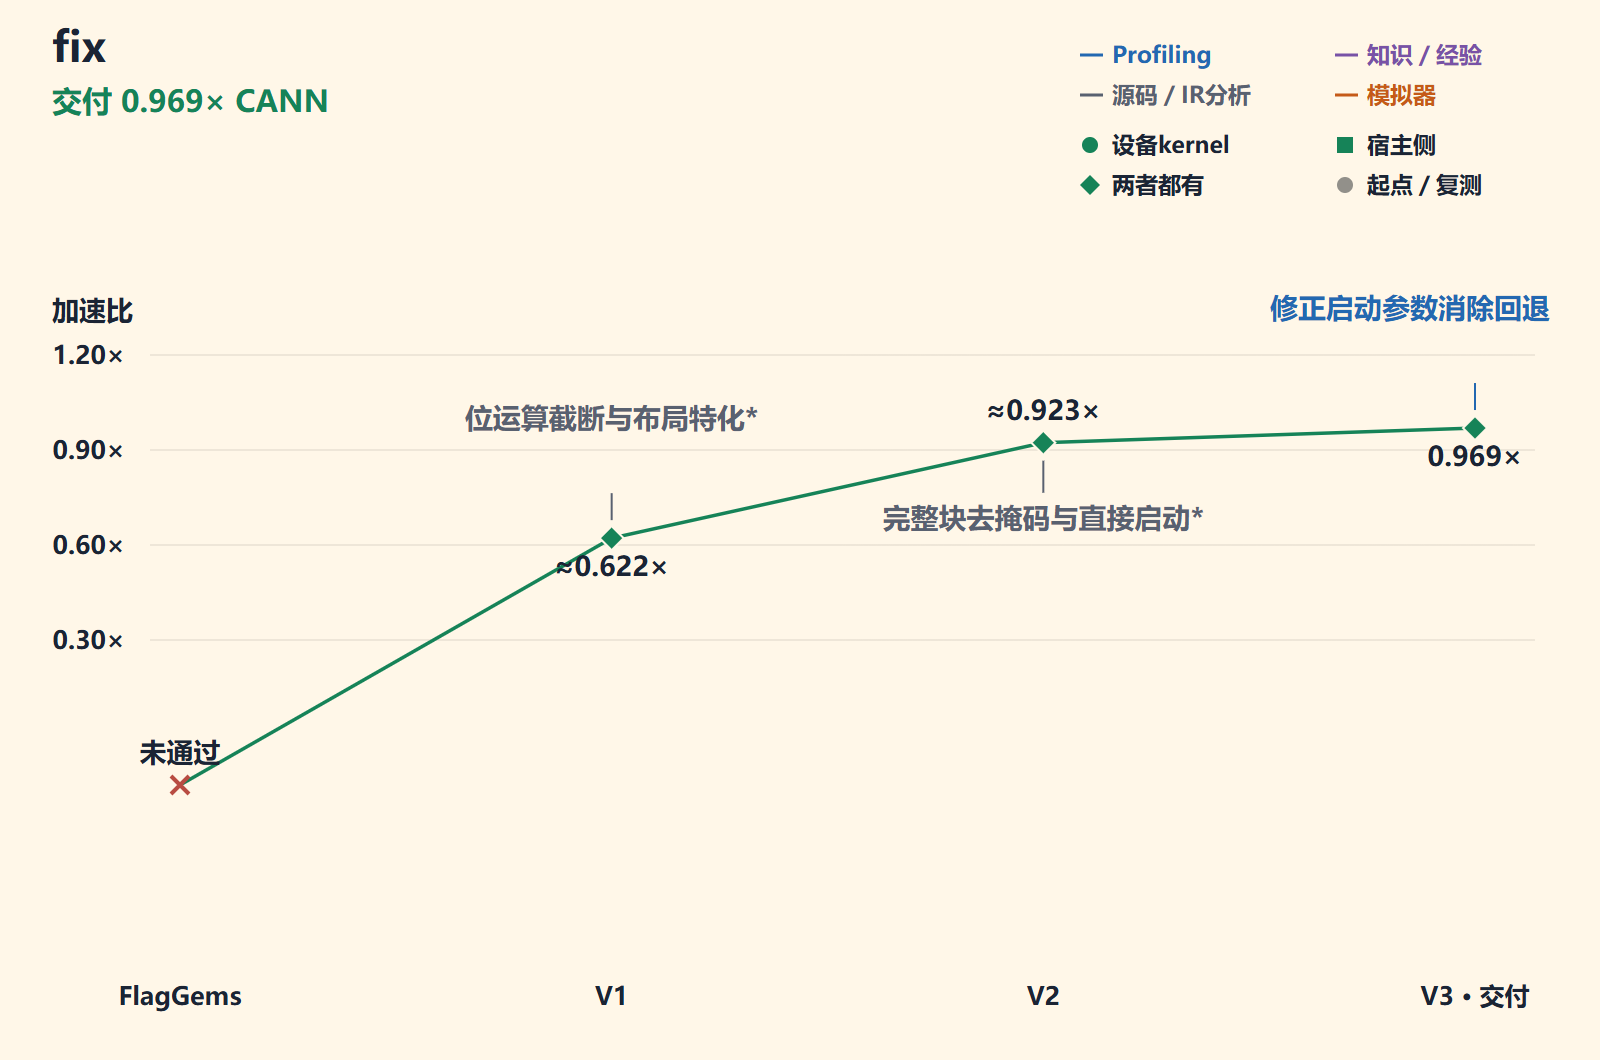 fix
交付 0.969× CANN
Profiling
知识 / 经验
源码 / IR分析
模拟器
设备kernel
宿主侧
两者都有
起点 / 复测
加速比
修正启动参数消除回退
1.20×
位运算截断与布局特化*
≈0.923×
0.90×
0.969×
完整块去掩码与直接启动*
0.60×
≈0.622×
0.30×
未通过
FlagGems
V1
V2
V3 · 交付